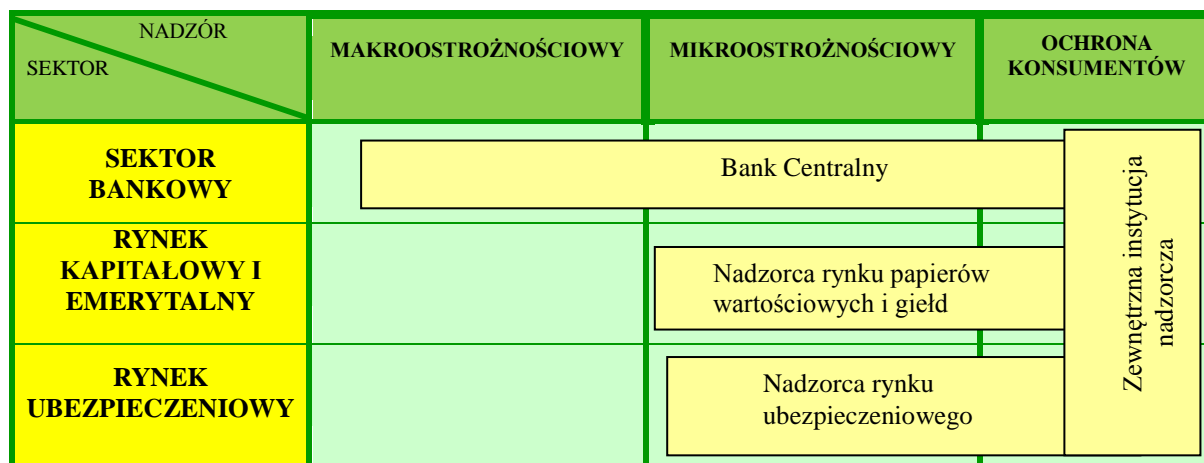 NADZÓR
SEKTOR
MAKROOSTROŻNOŚCIOWY
MIKROOSTROŻNOŚCIOWY
OCHRONA
KONSUMENTÓW
SEKTOR
BANKOWY
Bank Centralny
RYNEK
KAPITAŁOWY I
EMERYTALNY
Nadzorca rynku papierów
wartościowych i giełd
RYNEK
UBEZPIECZENIOWY
Nadzorca rynku
ubezpieczeniowego
Zewnętrzna instytucja
nadzorcza